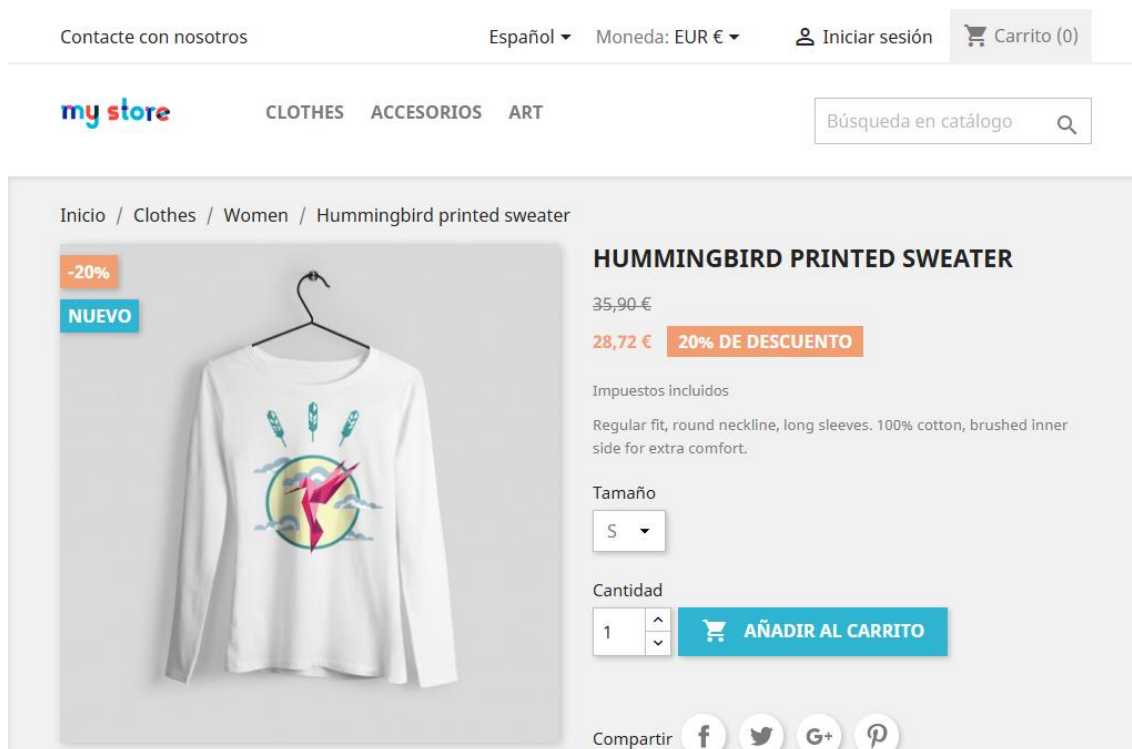 Contacte con nosotros
Español
Moneda: EUR €
Iniciar sesión
Carrito (0)
my store
CLOTHES
ACCESORIOS
ART
Búsqueda en catálogo
Inicio / Clothes / Women / Hummingbird printed sweater
-20%
NUEVO
HUMMINGBIRD PRINTED SWEATER
35,90 €
28,72 € 20% DE DESCUENTO
Impuestos incluidos
Regular fit, round neckline, long sleeves. 100% cotton, brushed inner
side for extra comfort.
Tamaño
S
Cantidad
1
AÑADIR AL CARRITO
Compartir
f
G+